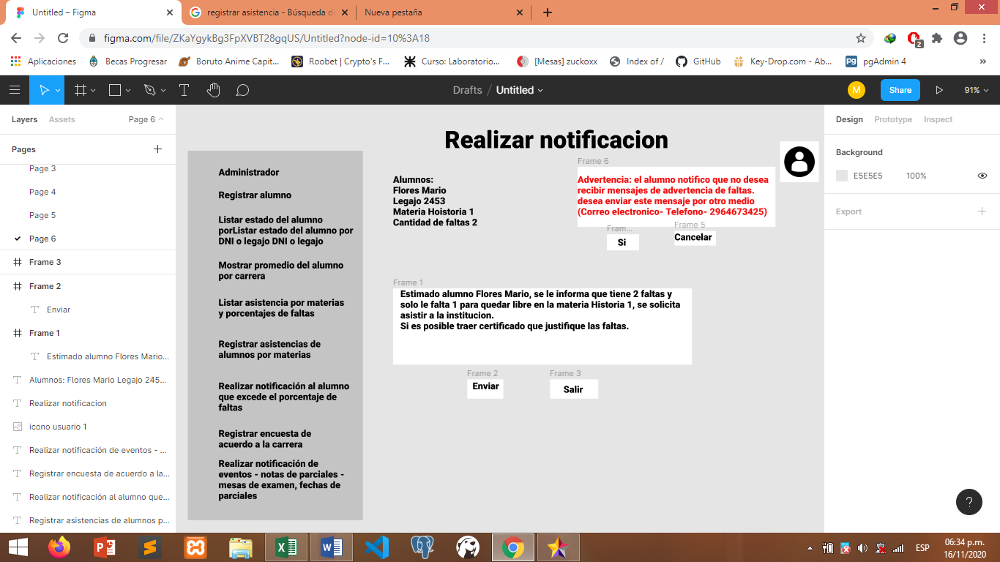 Untitled – Figma
registrar asistencia - Búsqueda d
Nueva pestaña
figma.com/file/ZKaYgykBg3FpXVBT28gqUS/Untitled?node-id=10%3A18
2
Aplicaciones
Becas Progresar
Boruto Anime Capit...
Roobet | Crypto's F...
Curso: Laboratorio...
[Mesas] zuckoxx
Index of /
GitHub
Key-Drop.com - Ab...
Pg
pgAdmin 4
»
Drafts / Untitled
M
Share
91%
Layers
Assets
Page 6
Pages
Page 3
Page 4
Page 5
Page 6
Frame 3
Frame 2
Enviar
Frame 1
Estimado alumno Flores Mario...
Alumnos: Flores Mario Legajo 245...
Realizar notificacion
icono usuario 1
Realizar notificación de eventos - ...
Registrar encuesta de acuerdo a la...
Realizar notificación al alumno que...
Registrar asistencias de alumnos p...
Administrador
Registrar alumno
Listar estado del alumno
porListar estado del alumno por
DNI o legajo DNI o legajo
Mostrar promedio del alumno
por carrera
Listar asistencia por materias
y porcentajes de faltas
Registrar asistencias de
alumnos por materias
Realizar notificación al alumno
que excede el porcentaje de
faltas
Registrar encuesta de
acuerdo a la carrera
Realizar notificación de
eventos - notas de parciales -
mesas de examen, fechas de
parciales
Realizar notificacion
Alumnos:
Flores Mario
Legajo 2453
Materia Hoistoria 1
Cantidad de faltas 2
Frame 6
Advertencia: el alumno notifico que no desea
recibir mensajes de advertencia de faltas.
desea enviar este mensaje por otro medio
(Correo electronico- Telefono- 2964673425)
Fram...
Si
Frame 5
Cancelar
Frame 1
Estimado alumno Flores Mario, se le informa que tiene 2 faltas y
solo le falta 1 para quedar libre en la materia Historia 1, se solicita
asistir a la institucion.
Si es posible traer certificado que justifique las faltas.
Frame 2
Enviar
Frame 3
Salir
Design
Prototype
Inspect
Background
E5E5E5
100%
Export
?
ESP
06:34 p.m.
16/11/2020